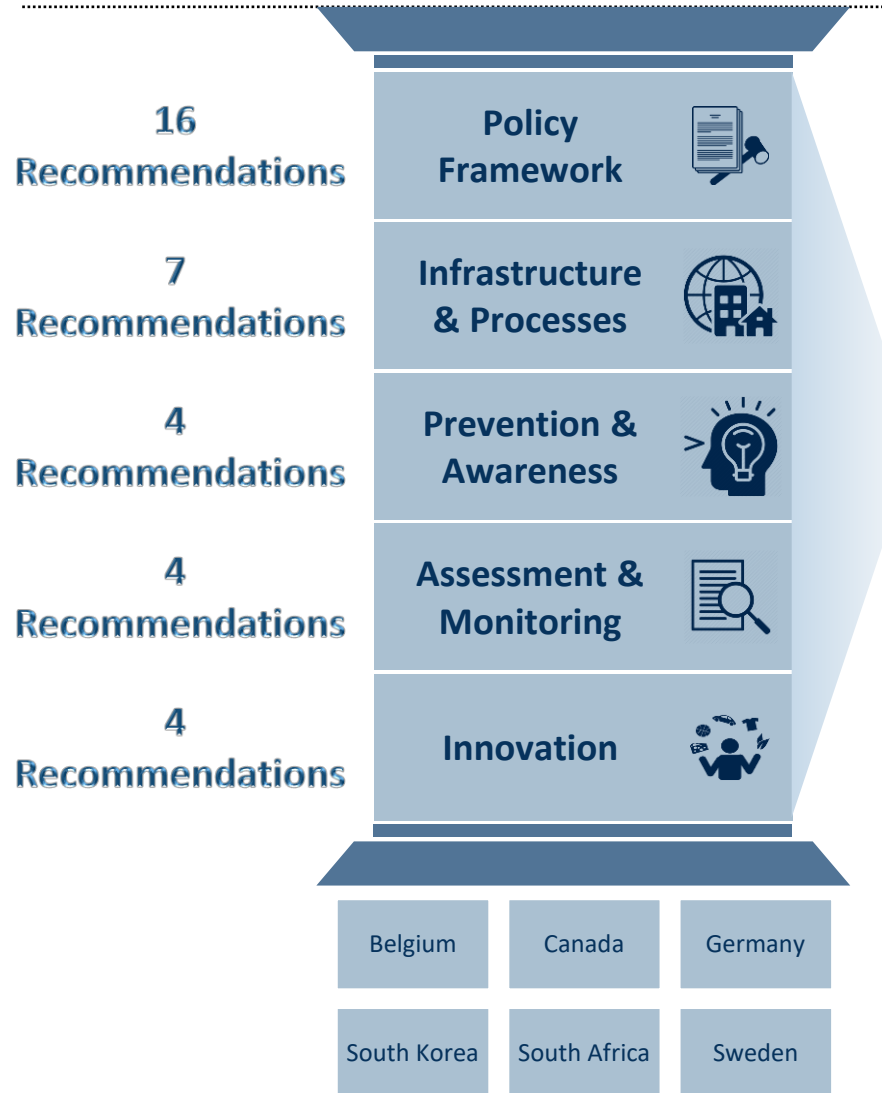 16
Recommendations
Policy
Framework
7
Recommendations
Infrastructure
& Processes
4
Recommendations
Prevention &
Awareness
4
Recommendations
Assessment &
Monitoring
4
Recommendations
Innovation
Belgium
Canada
Germany
South Korea
South Africa
Sweden